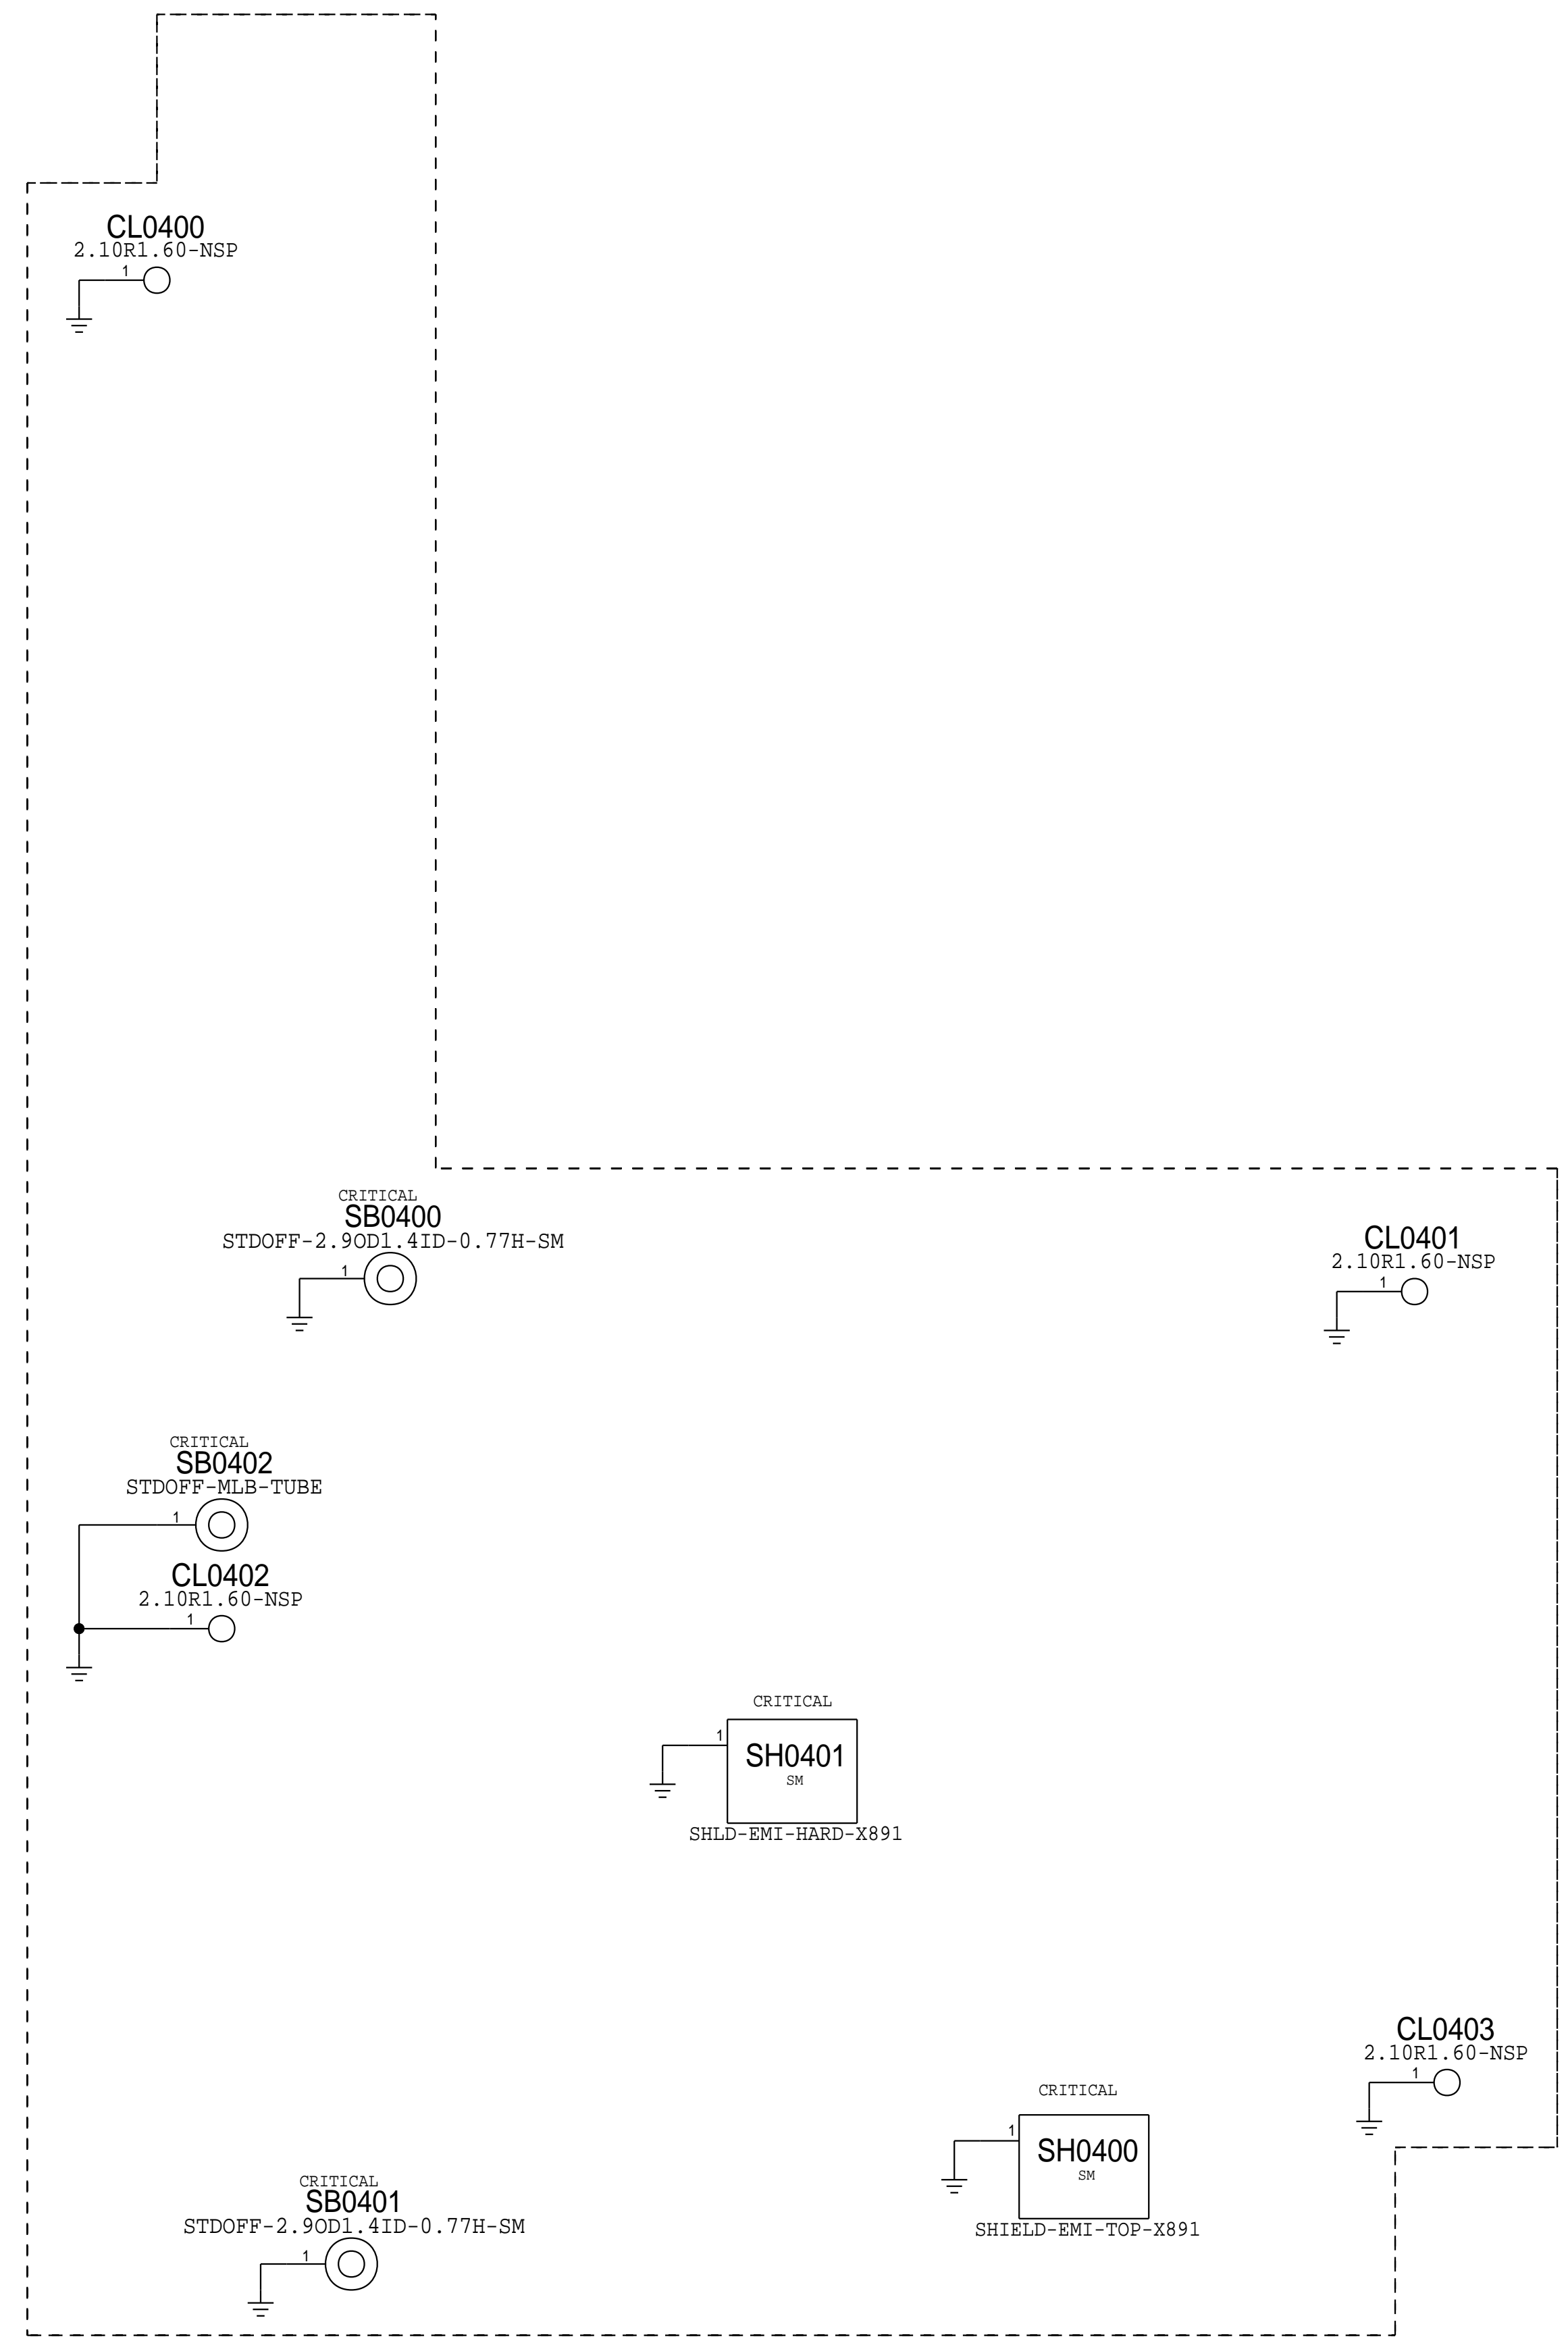 CL0400
2.10R1.60-NSP
1
CRITICAL
SB0400
STDOFF-2.9OD1.4ID-0.77H-SM
1
CL0401
2.10R1.60-NSP
1
CRITICAL
SB0402
STDOFF-MLB-TUBE
1
CL0402
2.10R1.60-NSP
1
CRITICAL
1
SH0401
SM
SHLD-EMI-HARD-X891
CL0403
2.10R1.60-NSP
1
CRITICAL
1
SH0400
SM
SHIELD-EMI-TOP-X891
CRITICAL
SB0401
STDOFF-2.9OD1.4ID-0.77H-SM
1